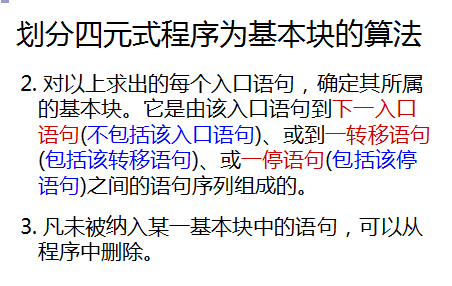 划分四元式程序为基本块的算法
2. 对以上求出的每个入口语句，确定其所属
的基本块。它是由该入口语句到下一入口
语句(不包括该入口语句)、或到一转移语句
(包括该转移语句)、或一停语句(包括该停
语句)之间的语句序列组成的。
3. 凡未被纳入某一基本块中的语句，可以从
程序中删除。